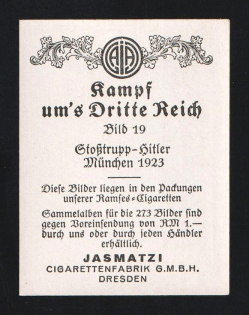 AJA
Kampf
um's Dritte Reich
Bild 19
Stoßtrupp-Hitler
München 1923
Diese Bilder liegen in den Packungen
unserer Ramses-Cigaretten
Sammelalben für die 273 Bilder sind
gegen Voreinsendung von RM 1.—
durch uns oder durch jeden Händler
erhältlich.
JASMATZI
CIGARETTENFABRIK G.M.B.H.
DRESDEN